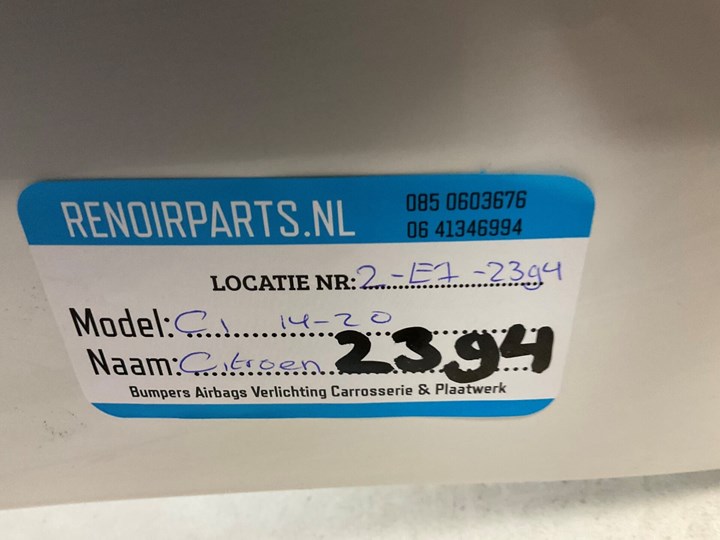 RENOIRPARTS.NL
085 0603676
06 41346994
LOCATIE NR: 2-E7-2394
Model: C1 14-20
Naam: Citroen 2394
Bumpers Airbags Verlichting Carrosserie & Plaatwerk